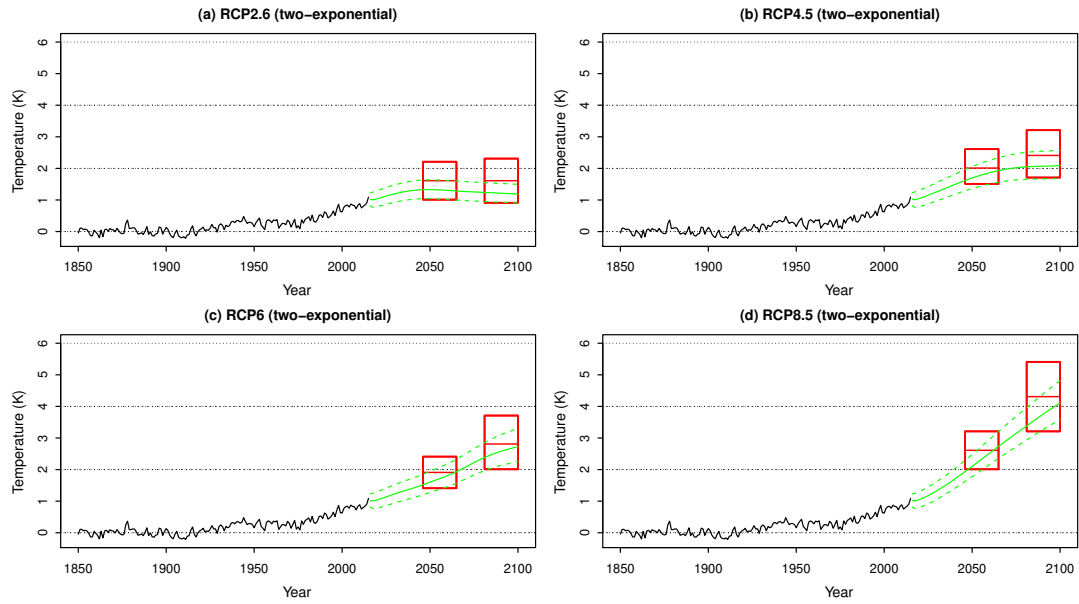 (a) RCP2.6 (two−exponential)
6
5
4
3
2
1
0
Temperature (K)
1850 1900 1950 2000 2050 2100
Year
(b) RCP4.5 (two−exponential)
6
5
4
3
2
1
0
Temperature (K)
1850 1900 1950 2000 2050 2100
Year
(c) RCP6 (two−exponential)
6
5
4
3
2
1
0
Temperature (K)
1850 1900 1950 2000 2050 2100
Year
(d) RCP8.5 (two−exponential)
6
5
4
3
2
1
0
Temperature (K)
1850 1900 1950 2000 2050 2100
Year